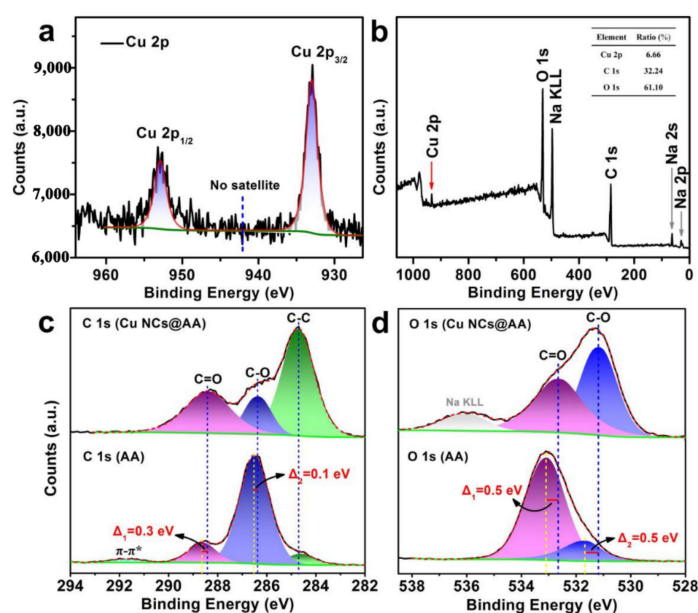 a
Cu 2p
Cu 2p3/2
Cu 2p1/2
No satellite
Counts (a.u.)
9,000
8,000
7,000
6,000
6,000
960
950
940
930
Binding Energy (eV)
b
Element Ratio (%)
Cu 2p 6.66
C 1s 32.24
O 1s 61.10
Cu 2p
O 1s
Na KLL
C 1s
Na 2s
Na 2p
Counts (a.u.)
1000 800 600 400 200 0
Binding Energy (eV)
c
C 1s (Cu NCs@AA)
C-C
C=O
C-O
C 1s (AA)
Δ2=0.1 eV
Δ1=0.3 eV
π-π*
Counts (a.u.)
294 292 290 288 286 284 282
Binding Energy (eV)
d
O 1s (Cu NCs@AA)
C-O
C=O
Na KLL
O 1s (AA)
Δ1=0.5 eV
Δ2=0.5 eV
Counts (a.u.)
538 536 534 532 530 528
Binding Energy (eV)